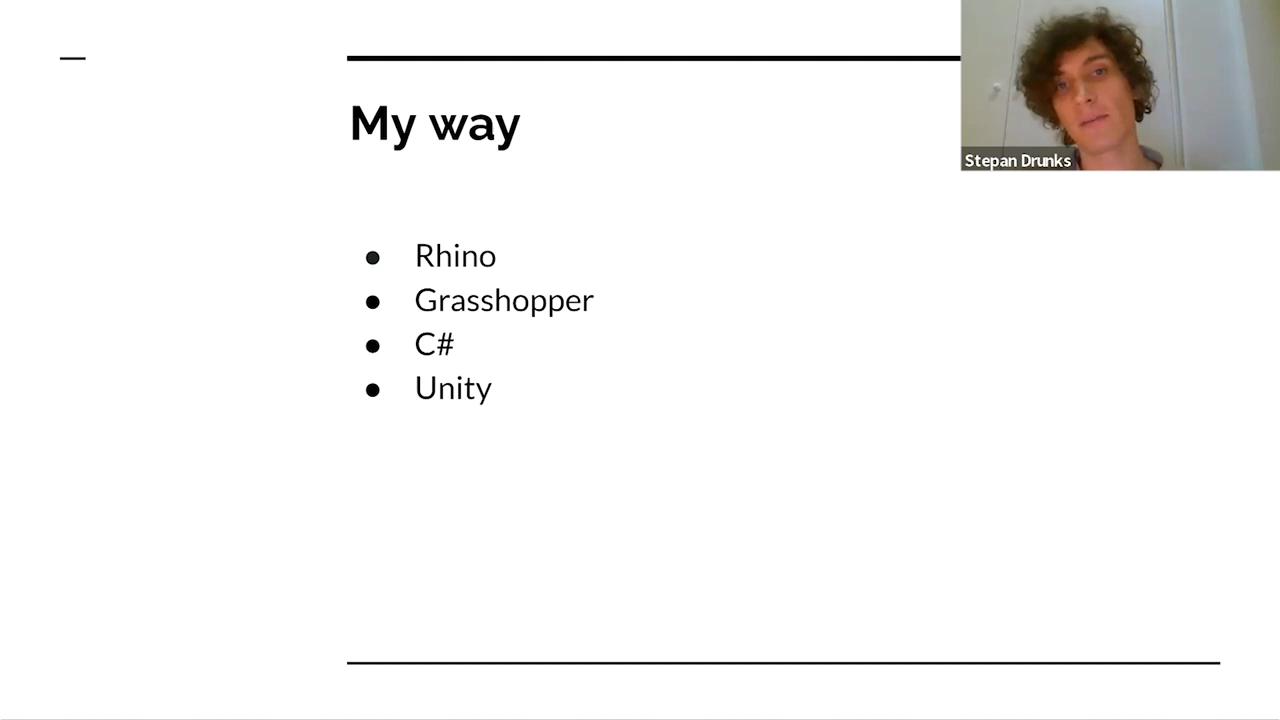 My way
Stepan Drunks
● Rhino
● Grasshopper
● C#
● Unity